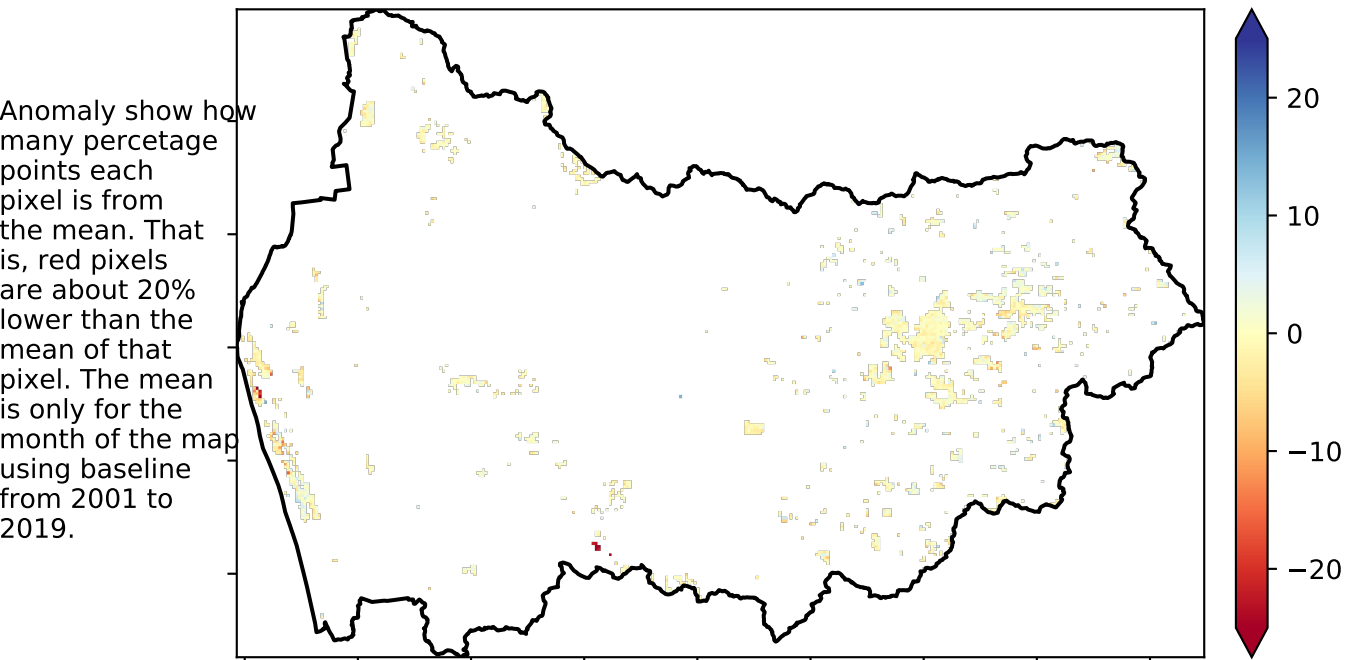 Anomaly show how
many percetage
points each
pixel is from
the mean. That
is, red pixels
are about 20%
lower than the
mean of that
pixel. The mean
is only for the
month of the map
using baseline
from 2001 to
2019.
20
10
0
−10
−20